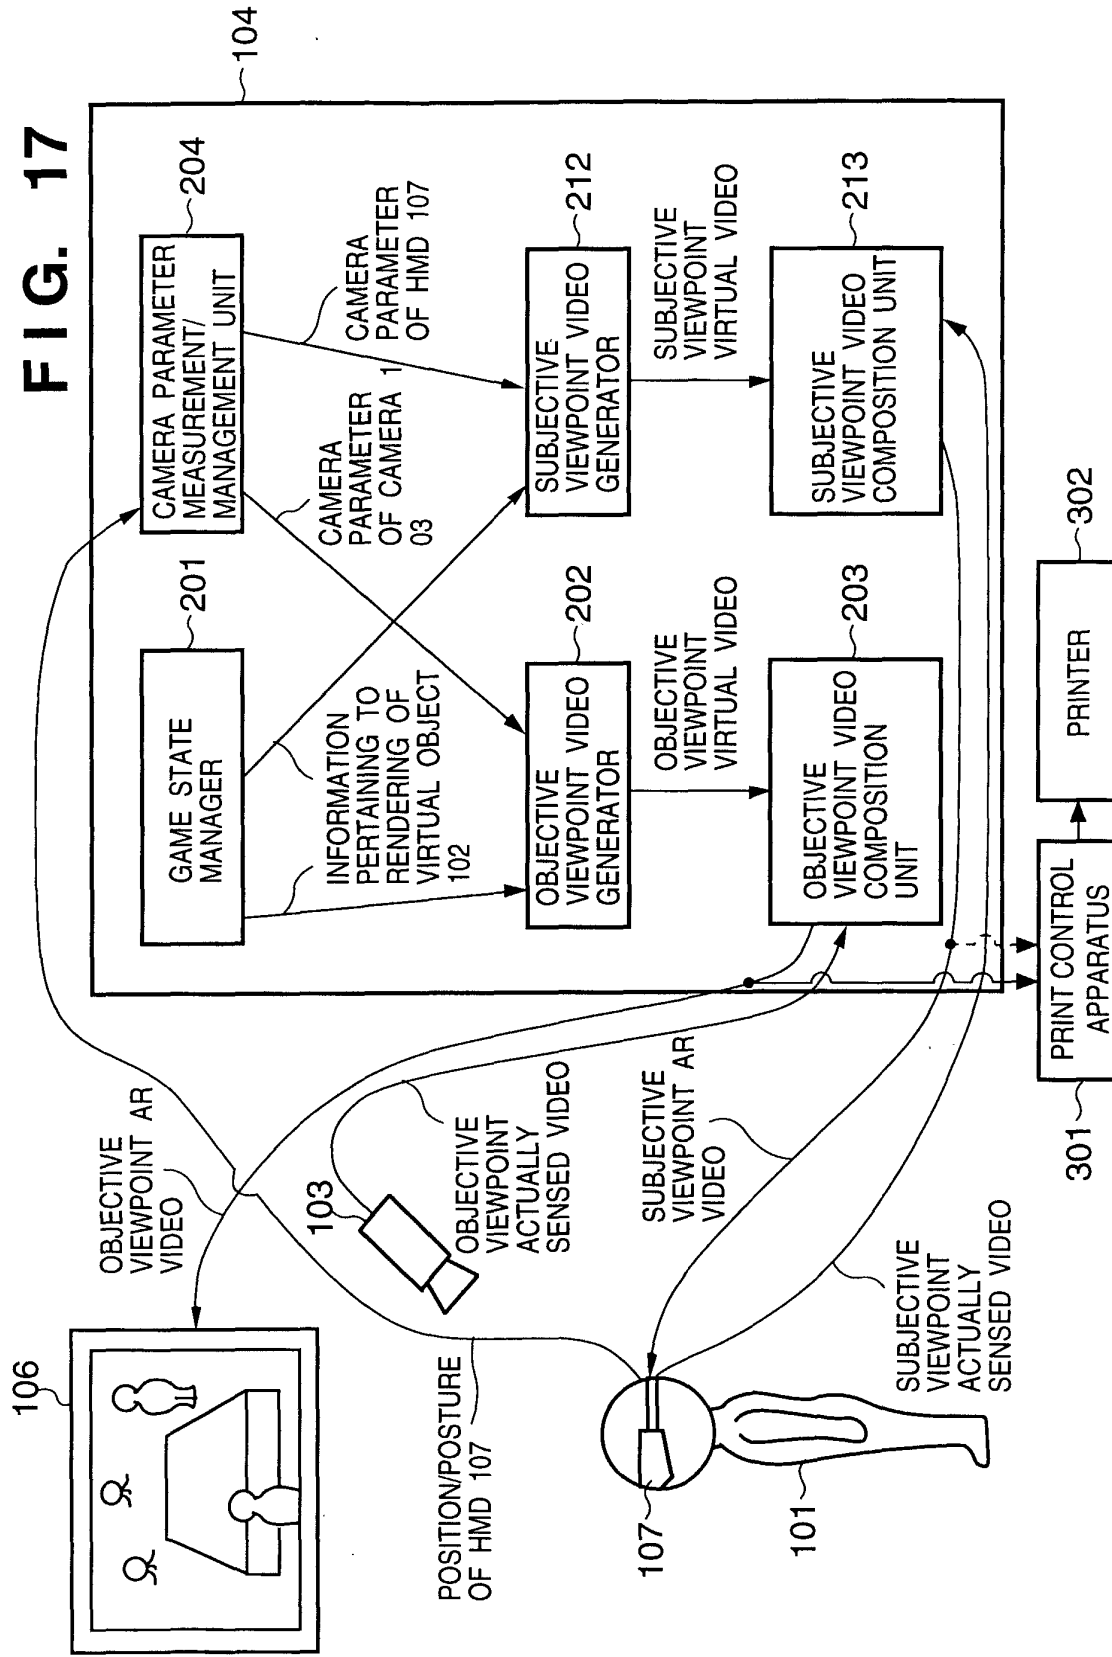 FIG. 17
104
CAMERA PARAMETER
MEASUREMENT/
MANAGEMENT UNIT
204
GAME STATE
MANAGER
201
CAMERA
PARAMETER
OF HMD 107
CAMERA
PARAMETER
OF CAMERA 1
03
INFORMATION
PERTAINING TO
RENDERING OF
VIRTUAL OBJECT
102
SUBJECTIVE
VIEWPOINT VIDEO
GENERATOR
212
OBJECTIVE
VIEWPOINT VIDEO
GENERATOR
202
SUBJECTIVE
VIEWPOINT
VIRTUAL VIDEO
OBJECTIVE
VIEWPOINT
VIRTUAL VIDEO
SUBJECTIVE
VIEWPOINT VIDEO
COMPOSITION UNIT
213
OBJECTIVE
VIEWPOINT VIDEO
COMPOSITION
UNIT
203
PRINTER
302
PRINT CONTROL
APPARATUS
301
OBJECTIVE
VIEWPOINT AR
VIDEO
103
OBJECTIVE
VIEWPOINT
ACTUALLY
SENSED VIDEO
SUBJECTIVE
VIEWPOINT AR
VIDEO
SUBJECTIVE
VIEWPOINT
ACTUALLY
SENSED VIDEO
106
POSITION/POSTURE
OF HMD 107
107
101